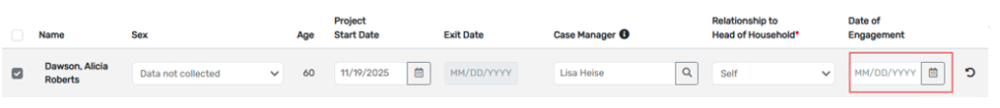 Name Sex Age Project Start Date Exit Date Case Manager Relationship to Head of Household* Date of Engagement
Dawson, Alicia Roberts Data not collected 60 11/19/2025 MM/DD/YYYY Lisa Heise Self MM/DD/YYYY